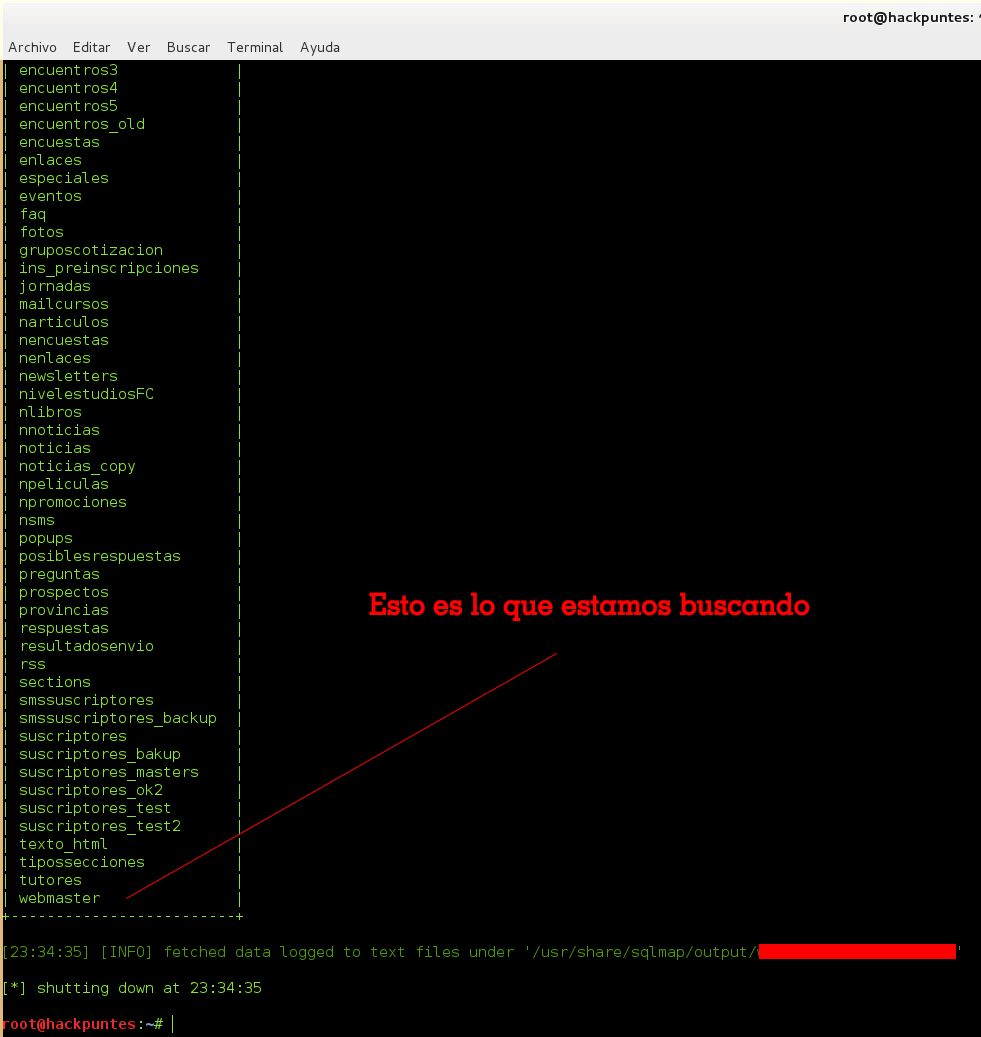 root@hackpuntes: ~
Archivo Editar Ver Buscar Terminal Ayuda
| encuentros3 |
| encuentros4 |
| encuentros5 |
| encuentros_old |
| encuestas |
| enlaces |
| especiales |
| eventos |
| faq |
| fotos |
| gruposcotizacion |
| ins_preinscripciones |
| jornadas |
| mailcursos |
| narticulos |
| nencuestas |
| nenlaces |
| newsletters |
| nivelestudiosFC |
| nlibros |
| nnoticias |
| noticias |
| noticias_copy |
| npeliculas |
| npromociones |
| nsms |
| popups |
| posiblesrespuestas |
| preguntas |
| prospectos |
| provincias |
| respuestas |
| resultadosenvio |
| rss |
| sections |
| smssuscriptores |
| smssuscriptores_backup |
| suscriptores |
| suscriptores_bakup |
| suscriptores_masters |
| suscriptores_ok2 |
| suscriptores_test |
| suscriptores_test2 |
| texto_html |
| tipossecciones |
| tutores |
| webmaster |
+-------------------------+
Esto es lo que estamos buscando
[23:34:35] [INFO] fetched data logged to text files under '/usr/share/sqlmap/output/ '
[*] shutting down at 23:34:35
root@hackpuntes:~#